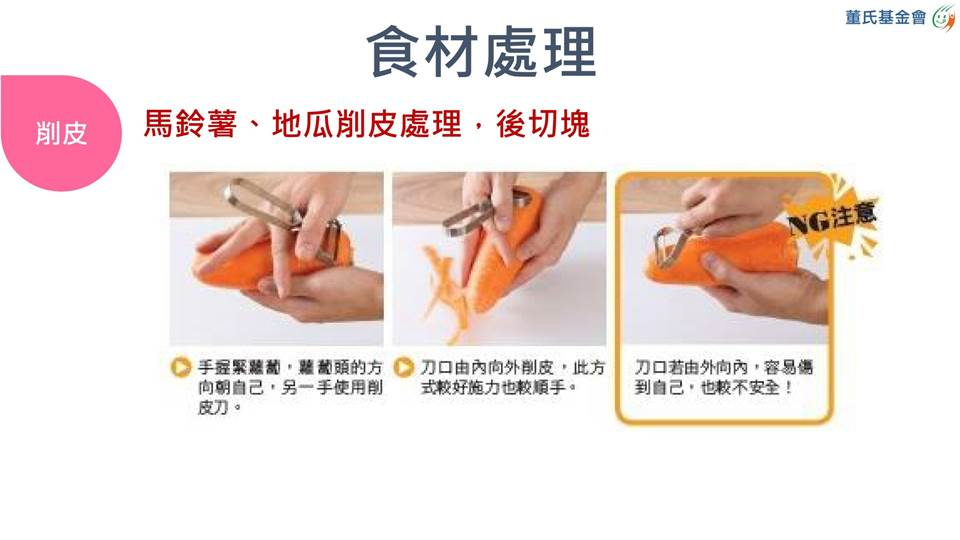 董氏基金會
食材處理
削皮
馬鈴薯、地瓜削皮處理，後切塊
NG注意
手握緊蘿蔔，蘿蔔頭的方
向朝自己，另一手使用削
皮刀。
刀口由內向外削皮，此方
式較好施力也較順手。
刀口若由外向內，容易傷
到自己，也較不安全！